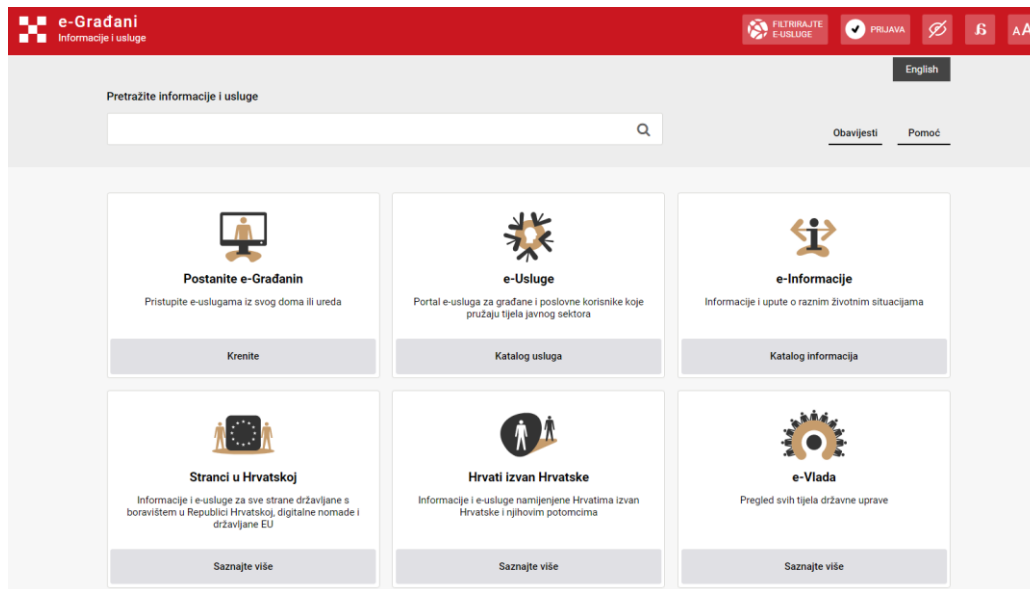 e-Građani
Informacije i usluge
FILTRIRAJTE
E-USLUGE
PRIJAVA
AA
English
Pretražite informacije i usluge
Obavijesti
Pomoć
Postanite e-Građanin
Pristupite e-uslugama iz svog doma ili ureda
Krenite
e-Usluge
Portal e-usluga za građane i poslovne korisnike koje
pružaju tijela javnog sektora
Katalog usluga
e-Informacije
Informacije i upute o raznim životnim situacijama
Katalog informacija
Stranci u Hrvatskoj
Informacije i e-usluge za sve strane državljane s
boravištem u Republici Hrvatskoj, digitalne nomade i
državljane EU
Saznajte više
Hrvati izvan Hrvatske
Informacije i e-usluge namijenjene Hrvatima izvan
Hrvatske i njihovim potomcima
Saznajte više
e-Vlada
Pregled svih tijela državne uprave
Saznajte više